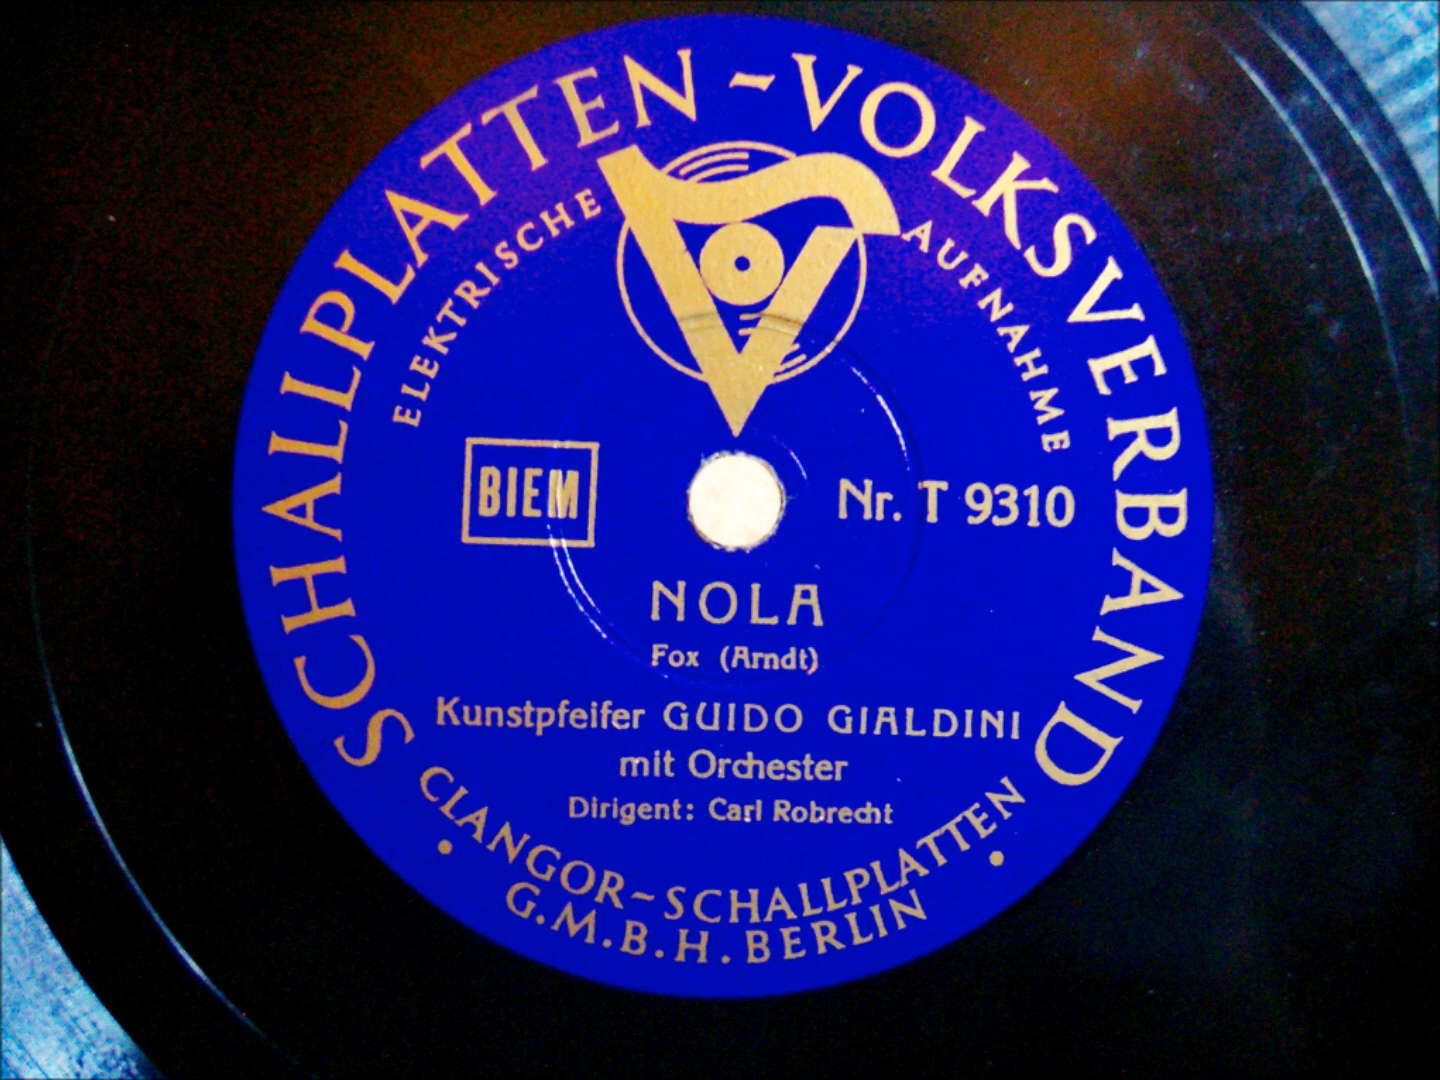 SCHALLPLATTEN-VOLKSVERBAND
ELEKTRISCHE AUFNAHME
BIEM
Nr. T 9310
NOLA
Fox (Arndt)
Kunstpfeifer GUIDO GIALDINI
mit Orchester
Dirigent: Carl Robrecht
CLANGOR-SCHALLPLATTEN
G.M.B.H. BERLIN